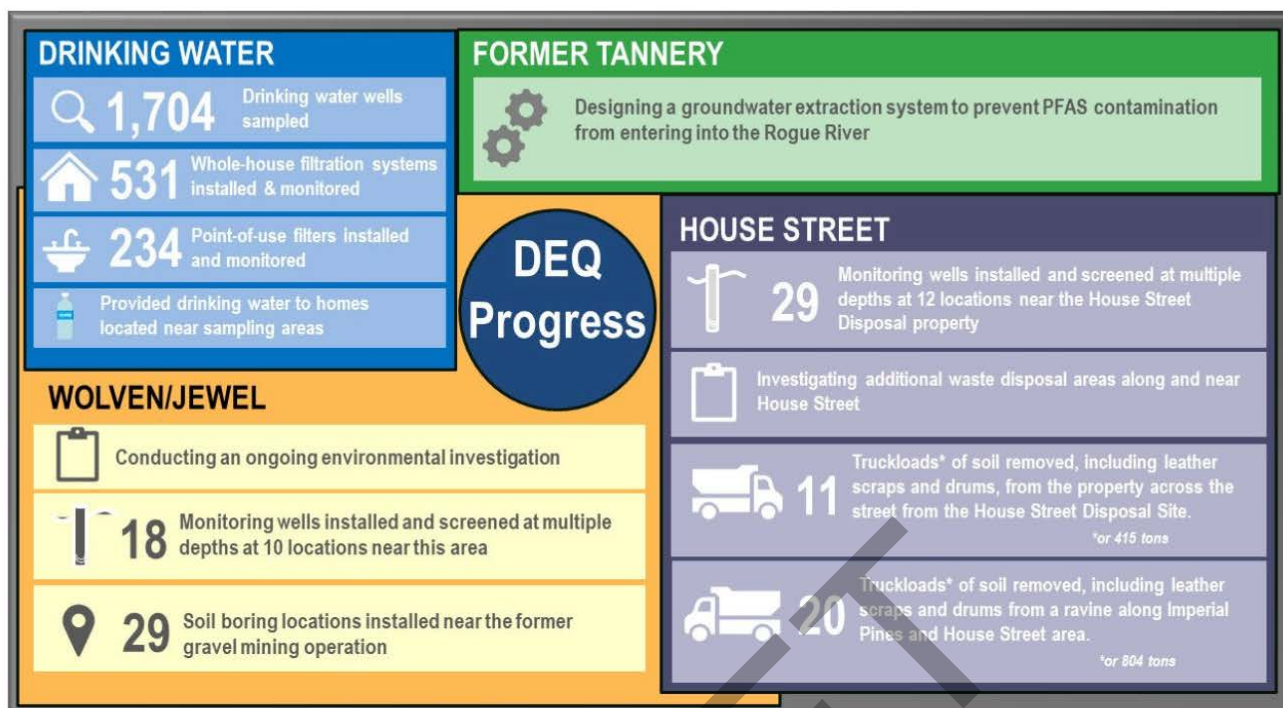 DRINKING WATER
1,704
Drinking water wells
sampled
531
Whole-house filtration systems
installed & monitored
234
Point-of-use filters installed
and monitored
Provided drinking water to homes
located near sampling areas
FORMER TANNERY
Designing a groundwater extraction system to prevent PFAS contamination
from entering into the Rogue River
DEQ
Progress
HOUSE STREET
29
Monitoring wells installed and screened at multiple
depths at 12 locations near the House Street
Disposal property
Investigating additional waste disposal areas along and near
House Street
11
Truckloads* of soil removed, including leather
scraps and drums, from the property across the
street from the House Street Disposal Site.
*or 415 tons
20
Truckloads* of soil removed, including leather
scraps and drums from a ravine along Imperial
Pines and House Street area.
*or 804 tons
WOLVEN/JEWEL
Conducting an ongoing environmental investigation
18
Monitoring wells installed and screened at multiple
depths at 10 locations near this area
29
Soil boring locations installed near the former
gravel mining operation